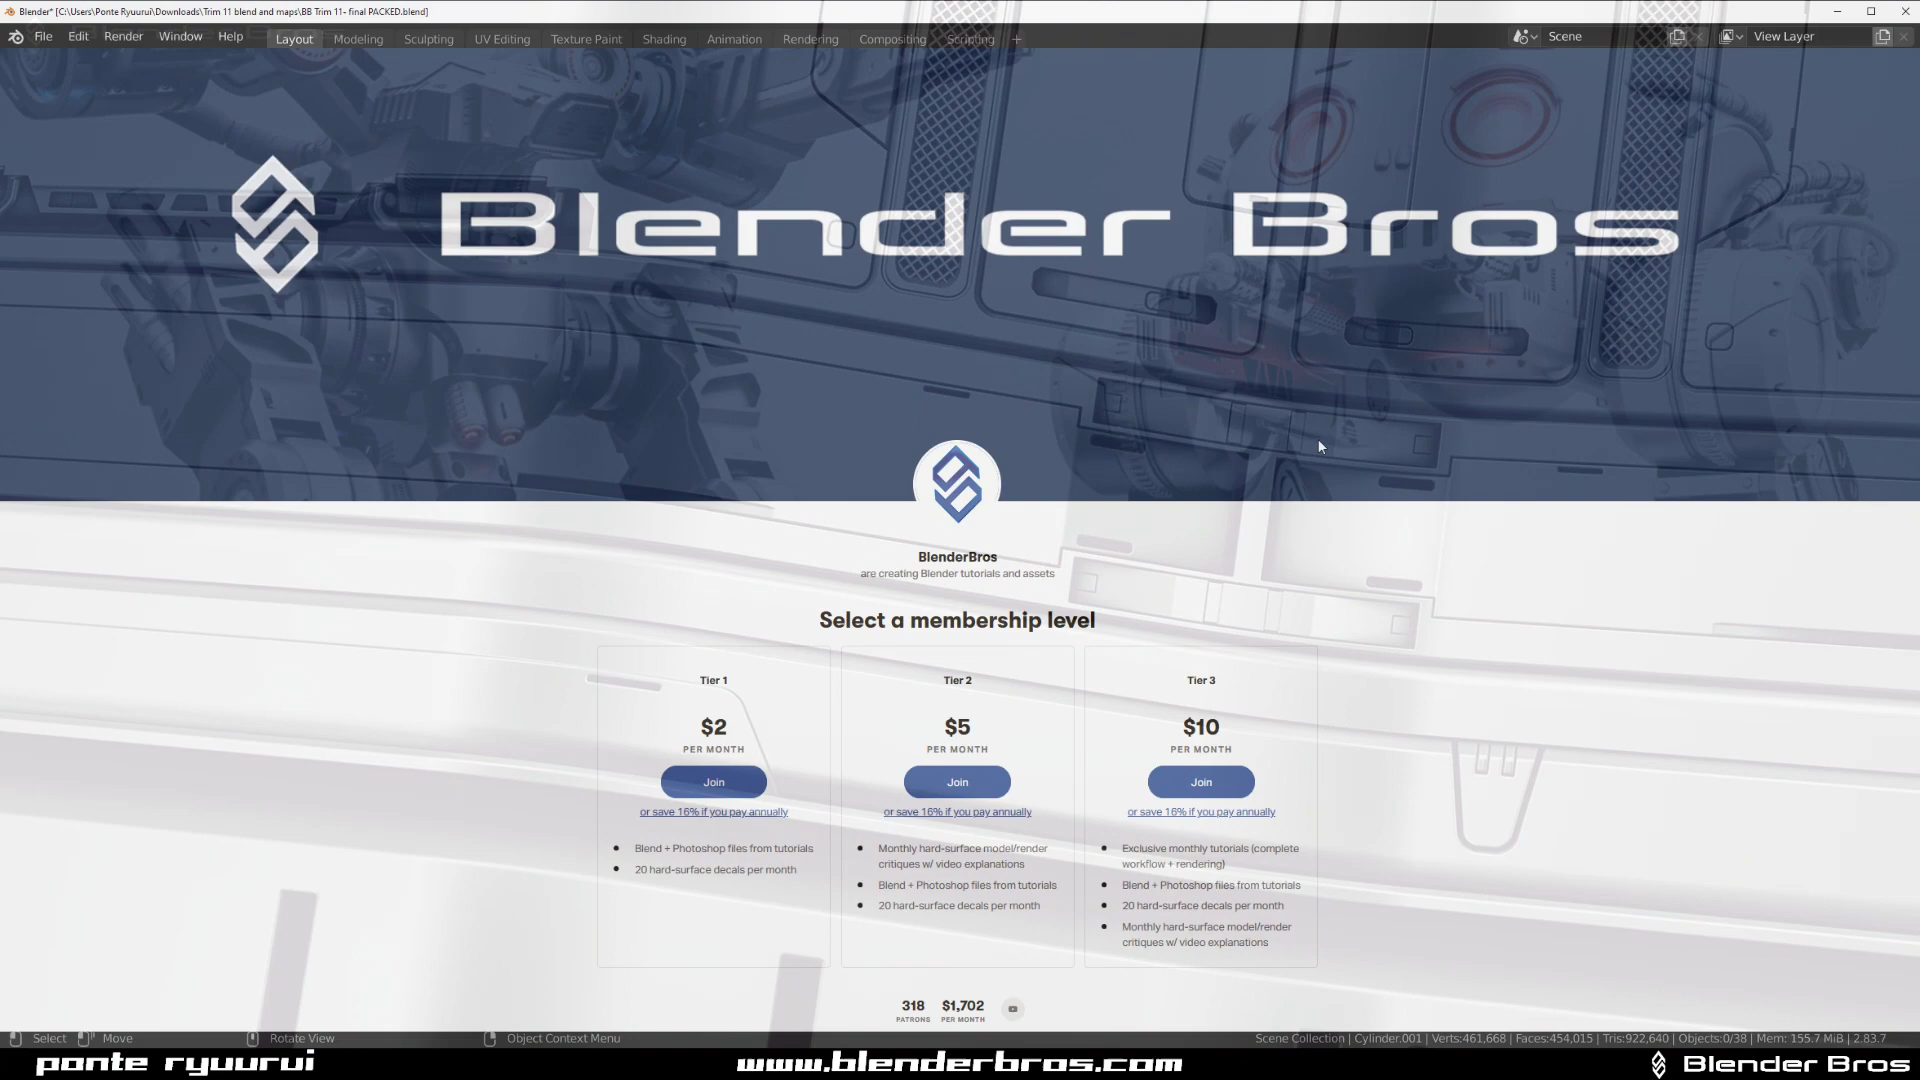 Blender* [C:\Users\Ponte Ryuurui\Downloads\Trim 11 blend and maps\BB Trim 11- final PACKED.blend]
File Edit Render Window Help Layout Modeling Sculpting UV Editing Texture Paint Shading Animation Rendering Compositing Scripting + Scene View Layer
Blender Bros
BlenderBros
are creating Blender tutorials and assets
Select a membership level
Tier 1
$2
PER MONTH
Join
or save 16% if you pay annually
Blend + Photoshop files from tutorials
20 hard-surface decals per month
Tier 2
$5
PER MONTH
Join
or save 16% if you pay annually
Monthly hard-surface model/render
critiques w/ video explanations
Blend + Photoshop files from tutorials
20 hard-surface decals per month
Tier 3
$10
PER MONTH
Join
or save 16% if you pay annually
Exclusive monthly tutorials (complete
workflow + rendering)
Blend + Photoshop files from tutorials
20 hard-surface decals per month
Monthly hard-surface model/render
critiques w/ video explanations
318 $1,702
PATRONS PER MONTH
Select Move Rotate View Object Context Menu Scene Collection | Cylinder.001 | Verts:461,668 | Faces:454,015 | Tris:922,640 | Objects:0/38 | Mem: 155.7 MiB | 2.83.7
ponte ryuurui www.blenderbros.com Blender Bros